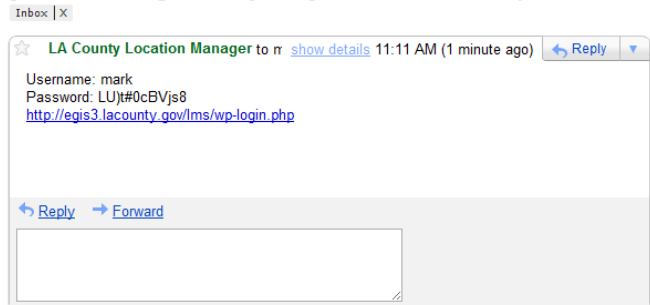 Inbox X
LA County Location Manager to m show details 11:11 AM (1 minute ago) Reply
Username: mark
Password: LU)t#0cBVjs8
http://egis3.lacounty.gov/lms/wp-login.php
Reply Forward